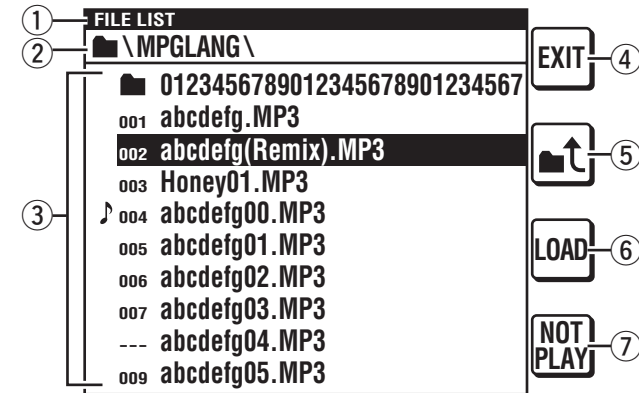 ① FILE LIST
② \MPGLANG\
③
0123456789012345678901234567
001 abcdefg.MP3
002 abcdefg(Remix).MP3
003 Honey01.MP3
♪ 004 abcdefg00.MP3
005 abcdefg01.MP3
006 abcdefg02.MP3
007 abcdefg03.MP3
--- abcdefg04.MP3
009 abcdefg05.MP3
EXIT ④
⑤
LOAD ⑥
NOT
PLAY ⑦